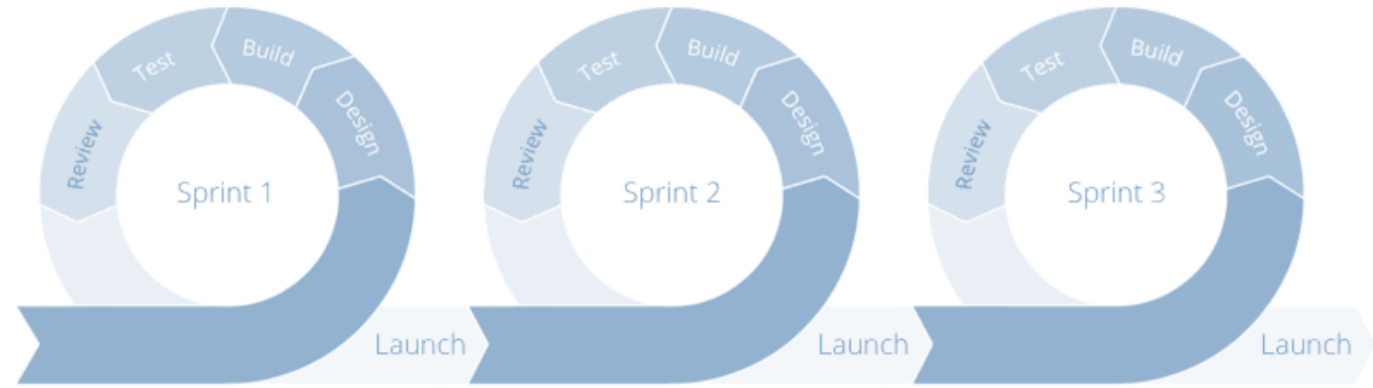 Test
Build
Design
Review
Sprint 1
Launch
Test
Build
Design
Review
Sprint 2
Launch
Test
Build
Design
Review
Sprint 3
Launch